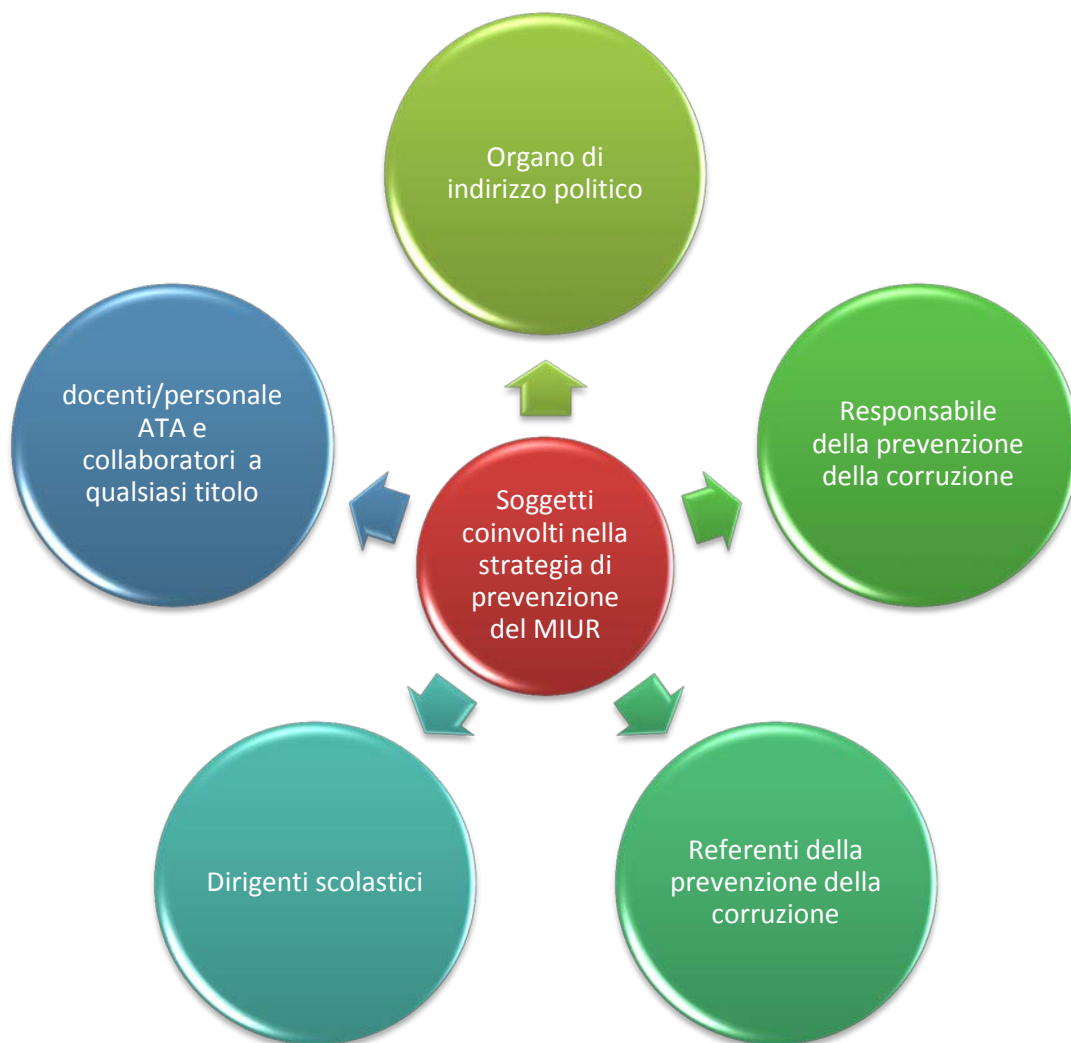 Organo di
indirizzo politico
Responsabile
della prevenzione
della corruzione
Referenti della
prevenzione della
corruzione
Dirigenti scolastici
docenti/personale
ATA e
collaboratori a
qualsiasi titolo
Soggetti
coinvolti nella
strategia di
prevenzione
del MIUR